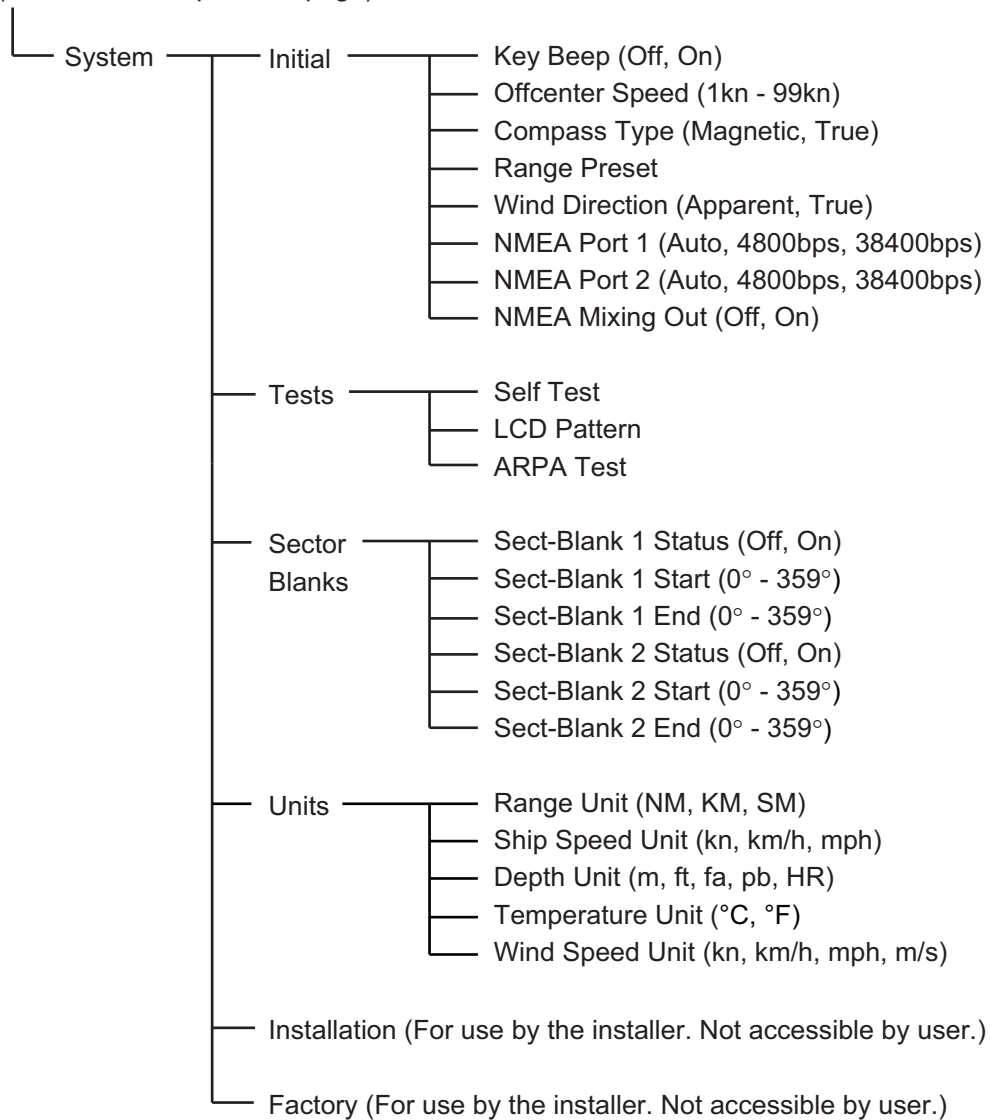 System
Initial
Key Beep (Off, On)
Offcenter Speed (1kn - 99kn)
Compass Type (Magnetic, True)
Range Preset
Wind Direction (Apparent, True)
NMEA Port 1 (Auto, 4800bps, 38400bps)
NMEA Port 2 (Auto, 4800bps, 38400bps)
NMEA Mixing Out (Off, On)
Tests
Self Test
LCD Pattern
ARPA Test
Sector
Blanks
Sect-Blank 1 Status (Off, On)
Sect-Blank 1 Start (0° - 359°)
Sect-Blank 1 End (0° - 359°)
Sect-Blank 2 Status (Off, On)
Sect-Blank 2 Start (0° - 359°)
Sect-Blank 2 End (0° - 359°)
Units
Range Unit (NM, KM, SM)
Ship Speed Unit (kn, km/h, mph)
Depth Unit (m, ft, fa, pb, HR)
Temperature Unit (°C, °F)
Wind Speed Unit (kn, km/h, mph, m/s)
Installation (For use by the installer. Not accessible by user.)
Factory (For use by the installer. Not accessible by user.)